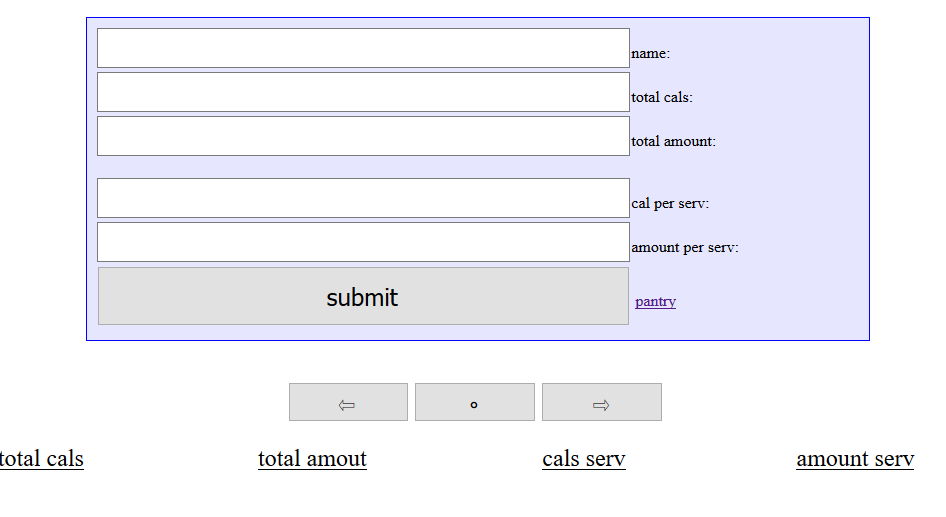 name:
total cals:
total amount:
cal per serv:
amount per serv:
submit pantry
⇦ ∘ ⇨
total cals total amout cals serv amount serv